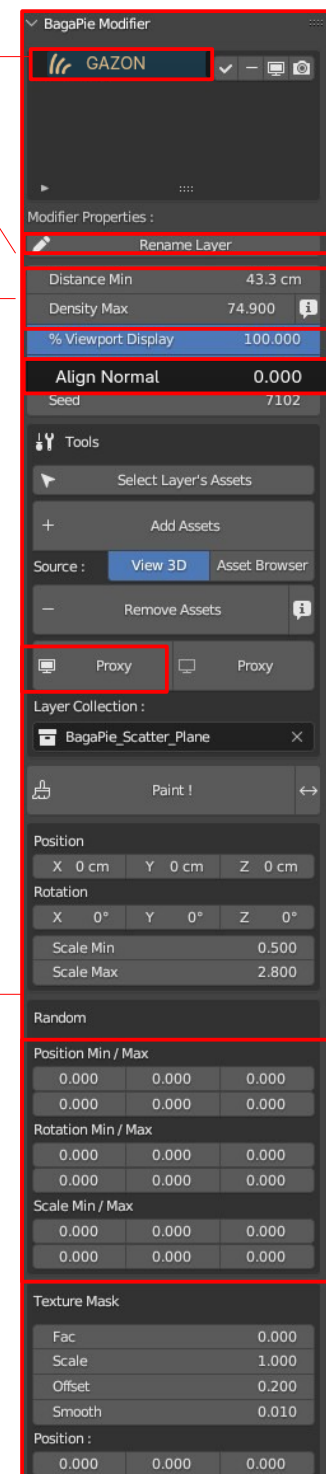 BagaPie Modifier
GAZON
Modifier Properties :
Rename Layer
Distance Min 43.3 cm
Density Max 74.900
% Viewport Display 100.000
Align Normal 0.000
Seed 7102
Tools
Select Layer's Assets
+ Add Assets
Source : View 3D Asset Browser
− Remove Assets
Proxy Proxy
Layer Collection :
BagaPie_Scatter_Plane
Paint !
Position
X 0 cm Y 0 cm Z 0 cm
Rotation
X 0° Y 0° Z 0°
Scale Min 0.500
Scale Max 2.800
Random
Position Min / Max
0.000 0.000 0.000
0.000 0.000 0.000
Rotation Min / Max
0.000 0.000 0.000
0.000 0.000 0.000
Scale Min / Max
0.000 0.000 0.000
0.000 0.000 0.000
Texture Mask
Fac 0.000
Scale 1.000
Offset 0.200
Smooth 0.010
Position :
0.000 0.000 0.000